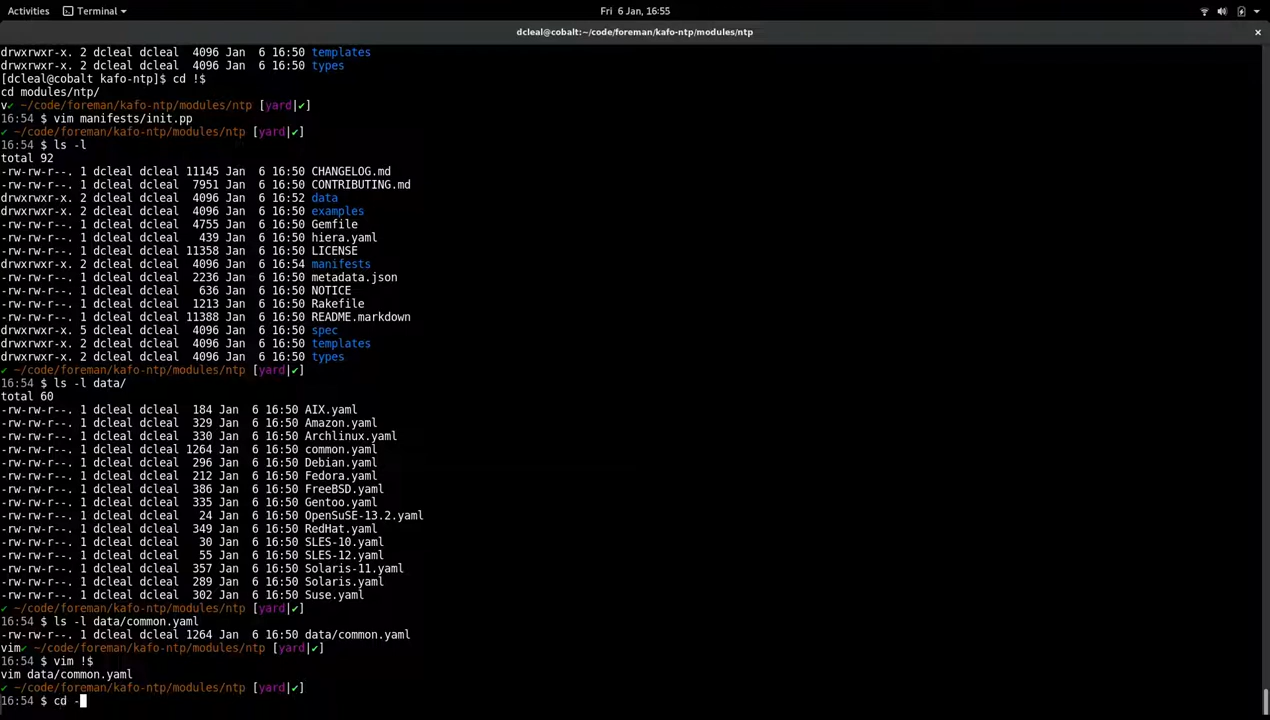 Activities Terminal Fri 6 Jan, 16:55
dcleal@cobalt:~/code/foreman/kafo-ntp/modules/ntp ×
drwxrwxr-x. 2 dcleal dcleal 4096 Jan 6 16:50 templates
drwxrwxr-x. 2 dcleal dcleal 4096 Jan 6 16:50 types
[dcleal@cobalt kafo-ntp]$ cd !$
cd modules/ntp/
v✔ ~/code/foreman/kafo-ntp/modules/ntp [yard|✔]
16:54 $ vim manifests/init.pp
✔ ~/code/foreman/kafo-ntp/modules/ntp [yard|✔]
16:54 $ ls -l
total 92
-rw-rw-r--. 1 dcleal dcleal 11145 Jan 6 16:50 CHANGELOG.md
-rw-rw-r--. 1 dcleal dcleal 7951 Jan 6 16:50 CONTRIBUTING.md
drwxrwxr-x. 2 dcleal dcleal 4096 Jan 6 16:52 data
drwxrwxr-x. 2 dcleal dcleal 4096 Jan 6 16:50 examples
-rw-rw-r--. 1 dcleal dcleal 4755 Jan 6 16:50 Gemfile
-rw-rw-r--. 1 dcleal dcleal 439 Jan 6 16:50 hiera.yaml
-rw-rw-r--. 1 dcleal dcleal 11358 Jan 6 16:50 LICENSE
drwxrwxr-x. 2 dcleal dcleal 4096 Jan 6 16:54 manifests
-rw-rw-r--. 1 dcleal dcleal 2236 Jan 6 16:50 metadata.json
-rw-rw-r--. 1 dcleal dcleal 636 Jan 6 16:50 NOTICE
-rw-rw-r--. 1 dcleal dcleal 1213 Jan 6 16:50 Rakefile
-rw-rw-r--. 1 dcleal dcleal 11388 Jan 6 16:50 README.markdown
drwxrwxr-x. 5 dcleal dcleal 4096 Jan 6 16:50 spec
drwxrwxr-x. 2 dcleal dcleal 4096 Jan 6 16:50 templates
drwxrwxr-x. 2 dcleal dcleal 4096 Jan 6 16:50 types
✔ ~/code/foreman/kafo-ntp/modules/ntp [yard|✔]
16:54 $ ls -l data/
total 60
-rw-rw-r--. 1 dcleal dcleal 184 Jan 6 16:50 AIX.yaml
-rw-rw-r--. 1 dcleal dcleal 329 Jan 6 16:50 Amazon.yaml
-rw-rw-r--. 1 dcleal dcleal 330 Jan 6 16:50 Archlinux.yaml
-rw-rw-r--. 1 dcleal dcleal 1264 Jan 6 16:50 common.yaml
-rw-rw-r--. 1 dcleal dcleal 296 Jan 6 16:50 Debian.yaml
-rw-rw-r--. 1 dcleal dcleal 212 Jan 6 16:50 Fedora.yaml
-rw-rw-r--. 1 dcleal dcleal 386 Jan 6 16:50 FreeBSD.yaml
-rw-rw-r--. 1 dcleal dcleal 335 Jan 6 16:50 Gentoo.yaml
-rw-rw-r--. 1 dcleal dcleal 24 Jan 6 16:50 OpenSuSE-13.2.yaml
-rw-rw-r--. 1 dcleal dcleal 349 Jan 6 16:50 RedHat.yaml
-rw-rw-r--. 1 dcleal dcleal 30 Jan 6 16:50 SLES-10.yaml
-rw-rw-r--. 1 dcleal dcleal 55 Jan 6 16:50 SLES-12.yaml
-rw-rw-r--. 1 dcleal dcleal 357 Jan 6 16:50 Solaris-11.yaml
-rw-rw-r--. 1 dcleal dcleal 289 Jan 6 16:50 Solaris.yaml
-rw-rw-r--. 1 dcleal dcleal 302 Jan 6 16:50 Suse.yaml
✔ ~/code/foreman/kafo-ntp/modules/ntp [yard|✔]
16:54 $ ls -l data/common.yaml
-rw-rw-r--. 1 dcleal dcleal 1264 Jan 6 16:50 data/common.yaml
vim✔ ~/code/foreman/kafo-ntp/modules/ntp [yard|✔]
16:54 $ vim !$
vim data/common.yaml
✔ ~/code/foreman/kafo-ntp/modules/ntp [yard|✔]
16:54 $ cd -